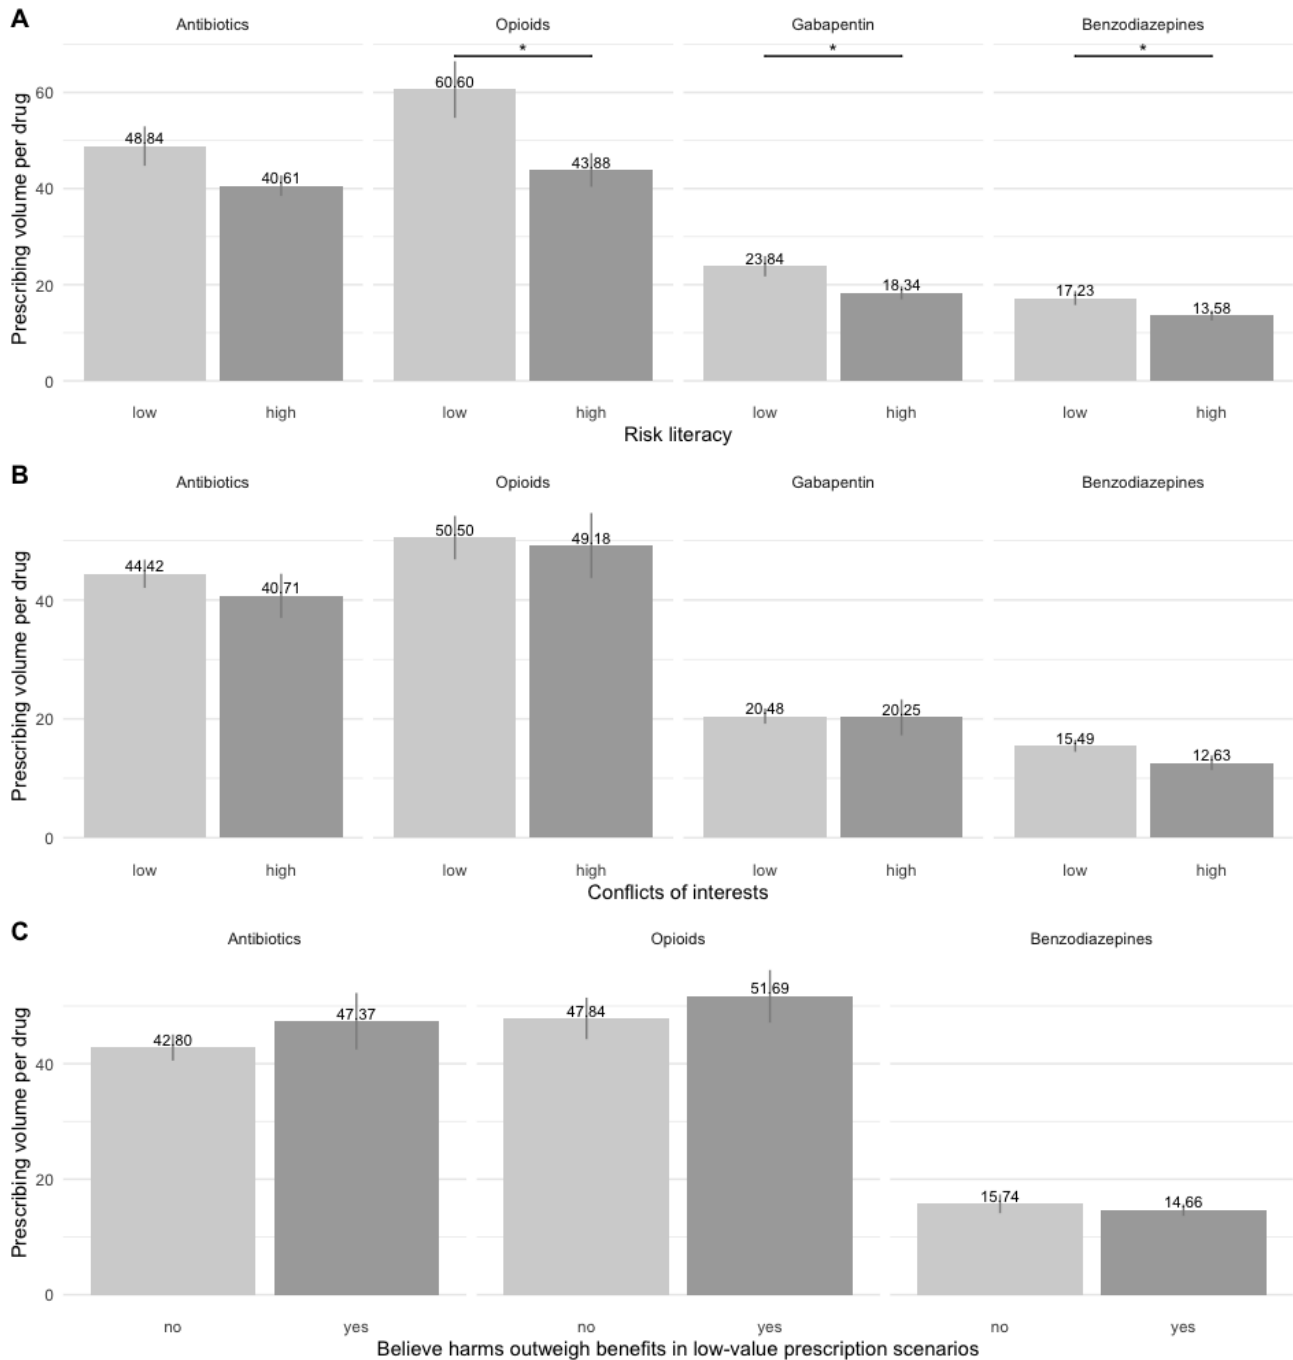 A
Antibiotics Opioids Gabapentin Benzodiazepines
* * *
Prescribing volume per drug
60
40
20
0
48.84 40.61 60.60 43.88 23.84 18.34 17.23 13.58
low high low high low high low high
Risk literacy
B
Antibiotics Opioids Gabapentin Benzodiazepines
Prescribing volume per drug
40
20
0
44.42 40.71 50.50 49.18 20.48 20.25 15.49 12.63
low high low high low high low high
Conflicts of interests
C
Antibiotics Opioids Benzodiazepines
Prescribing volume per drug
40
20
0
42.80 47.37 47.84 51.69 15.74 14.66
no yes no yes no yes
Believe harms outweigh benefits in low-value prescription scenarios